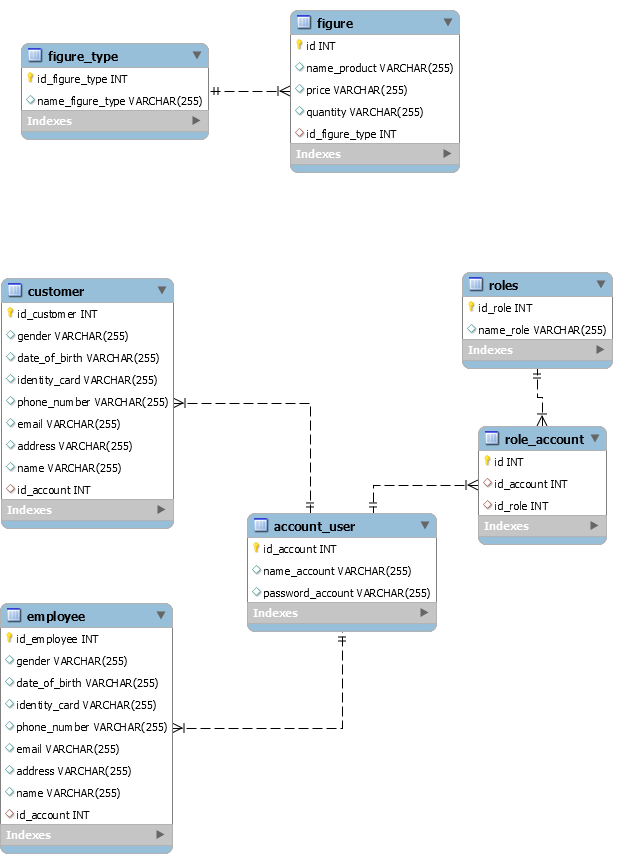 figure_type
id_figure_type INT
name_figure_type VARCHAR(255)
Indexes
figure
id INT
name_product VARCHAR(255)
price VARCHAR(255)
quantity VARCHAR(255)
id_figure_type INT
Indexes
customer
id_customer INT
gender VARCHAR(255)
date_of_birth VARCHAR(255)
identity_card VARCHAR(255)
phone_number VARCHAR(255)
email VARCHAR(255)
address VARCHAR(255)
name VARCHAR(255)
id_account INT
Indexes
roles
id_role INT
name_role VARCHAR(255)
Indexes
role_account
id INT
id_account INT
id_role INT
Indexes
account_user
id_account INT
name_account VARCHAR(255)
password_account VARCHAR(255)
Indexes
employee
id_employee INT
gender VARCHAR(255)
date_of_birth VARCHAR(255)
identity_card VARCHAR(255)
phone_number VARCHAR(255)
email VARCHAR(255)
address VARCHAR(255)
name VARCHAR(255)
id_account INT
Indexes